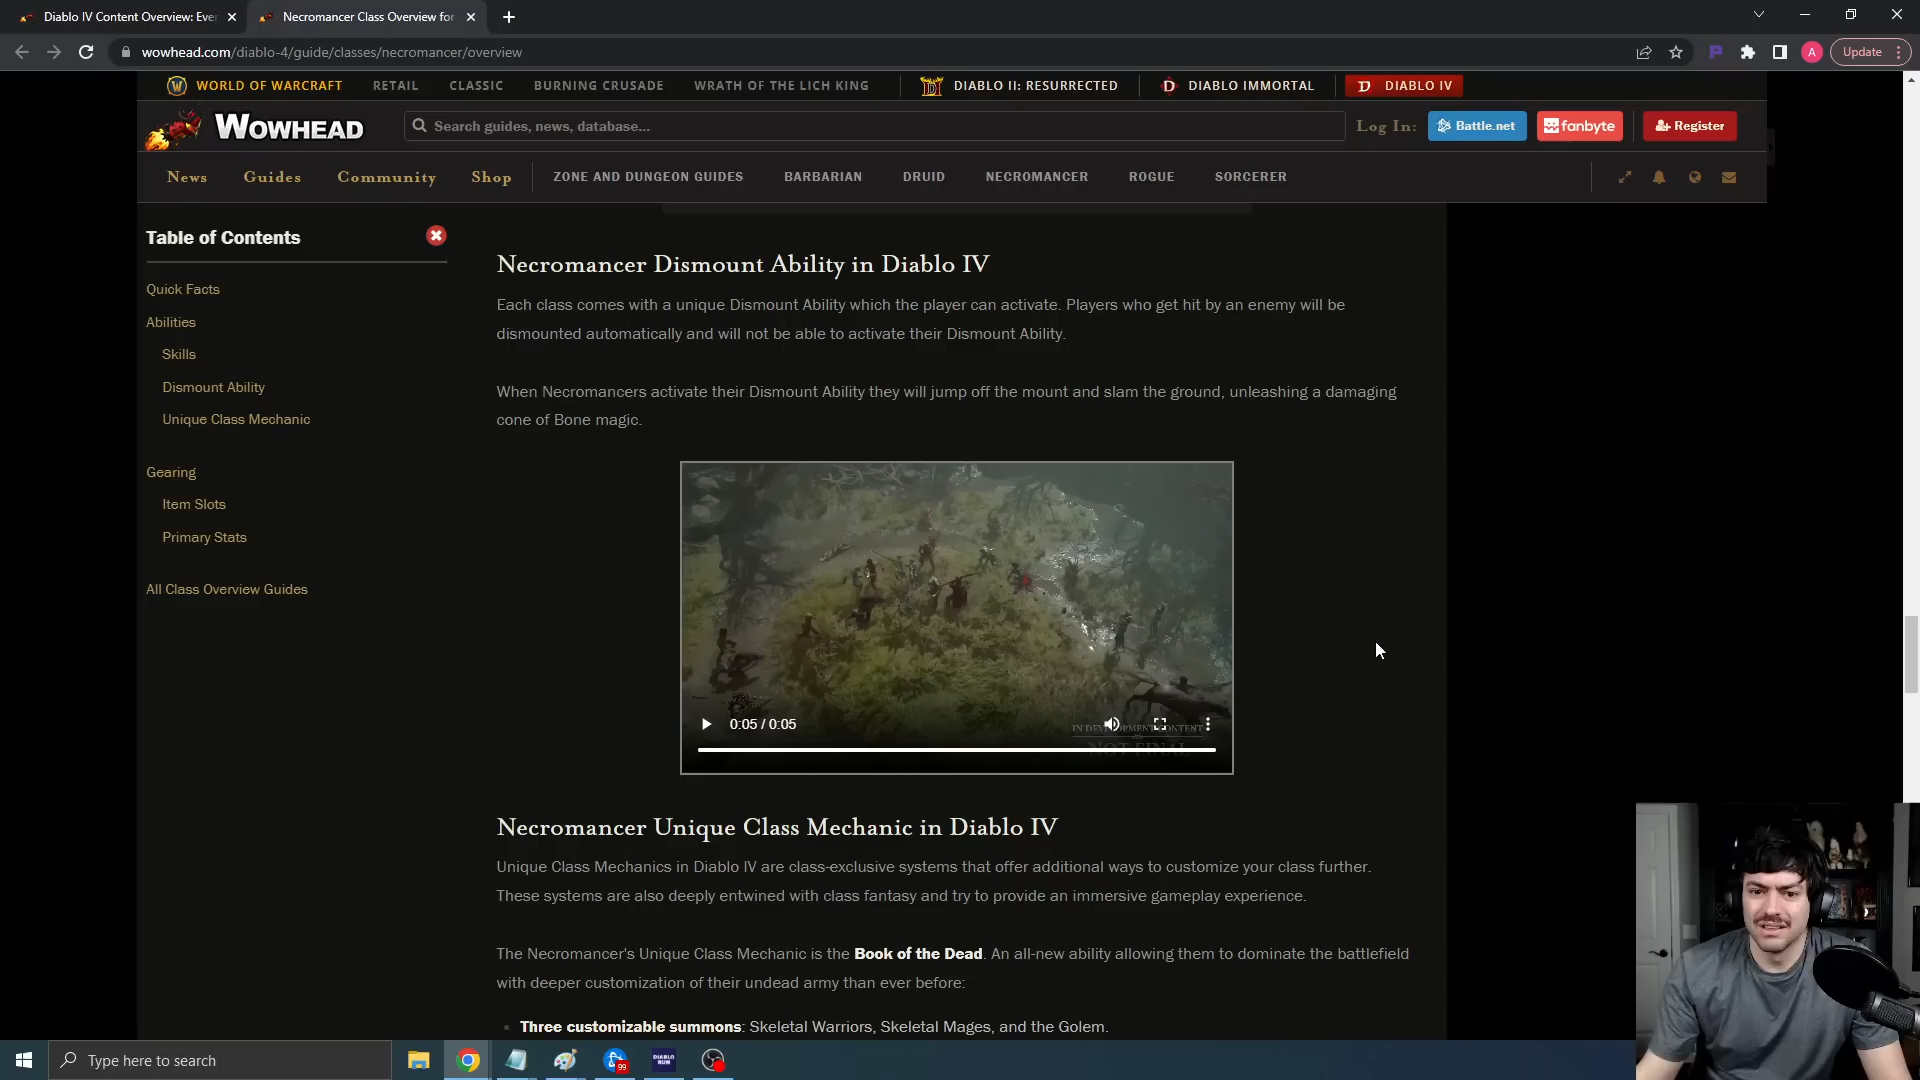 Diablo IV Content Overview: Ever
Necromancer Class Overview for
wowhead.com/diablo-4/guide/classes/necromancer/overview
A
Update
WORLD OF WARCRAFT
RETAIL
CLASSIC
BURNING CRUSADE
WRATH OF THE LICH KING
DIABLO II: RESURRECTED
DIABLO IMMORTAL
DIABLO IV
WOWHEAD
Search guides, news, database...
Log In:
Battle.net
fanbyte
Register
News
Guides
Community
Shop
ZONE AND DUNGEON GUIDES
BARBARIAN
DRUID
NECROMANCER
ROGUE
SORCERER
Table of Contents
Quick Facts
Abilities
Skills
Dismount Ability
Unique Class Mechanic
Gearing
Item Slots
Primary Stats
All Class Overview Guides
Necromancer Dismount Ability in Diablo IV
Each class comes with a unique Dismount Ability which the player can activate. Players who get hit by an enemy will be
dismounted automatically and will not be able to activate their Dismount Ability.
When Necromancers activate their Dismount Ability they will jump off the mount and slam the ground, unleashing a damaging
cone of Bone magic.
0:05 / 0:05
IN DEVELOPMENT CONTENT
NOT FINAL
Necromancer Unique Class Mechanic in Diablo IV
Unique Class Mechanics in Diablo IV are class-exclusive systems that offer additional ways to customize your class further.
These systems are also deeply entwined with class fantasy and try to provide an immersive gameplay experience.
The Necromancer's Unique Class Mechanic is the Book of the Dead. An all-new ability allowing them to dominate the battlefield
with deeper customization of their undead army than ever before:
• Three customizable summons: Skeletal Warriors, Skeletal Mages, and the Golem.
Type here to search
99
DIABLO
RUN